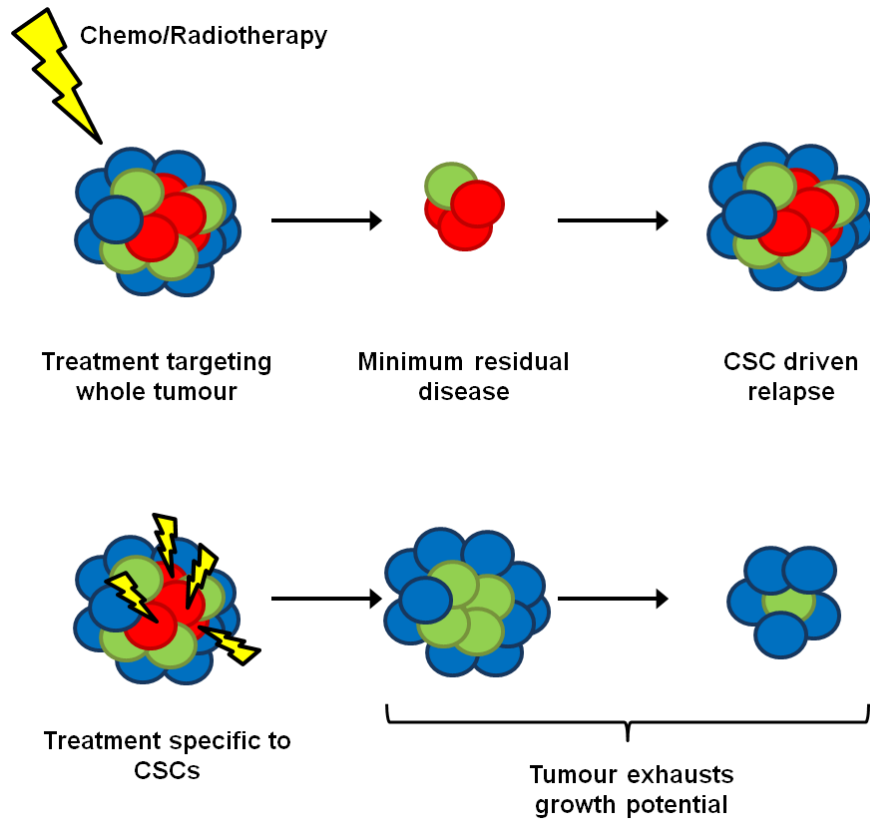 Chemo/Radiotherapy
Treatment targeting
whole tumour
Minimum residual
disease
CSC driven
relapse
Treatment specific to
CSCs
Tumour exhausts
growth potential